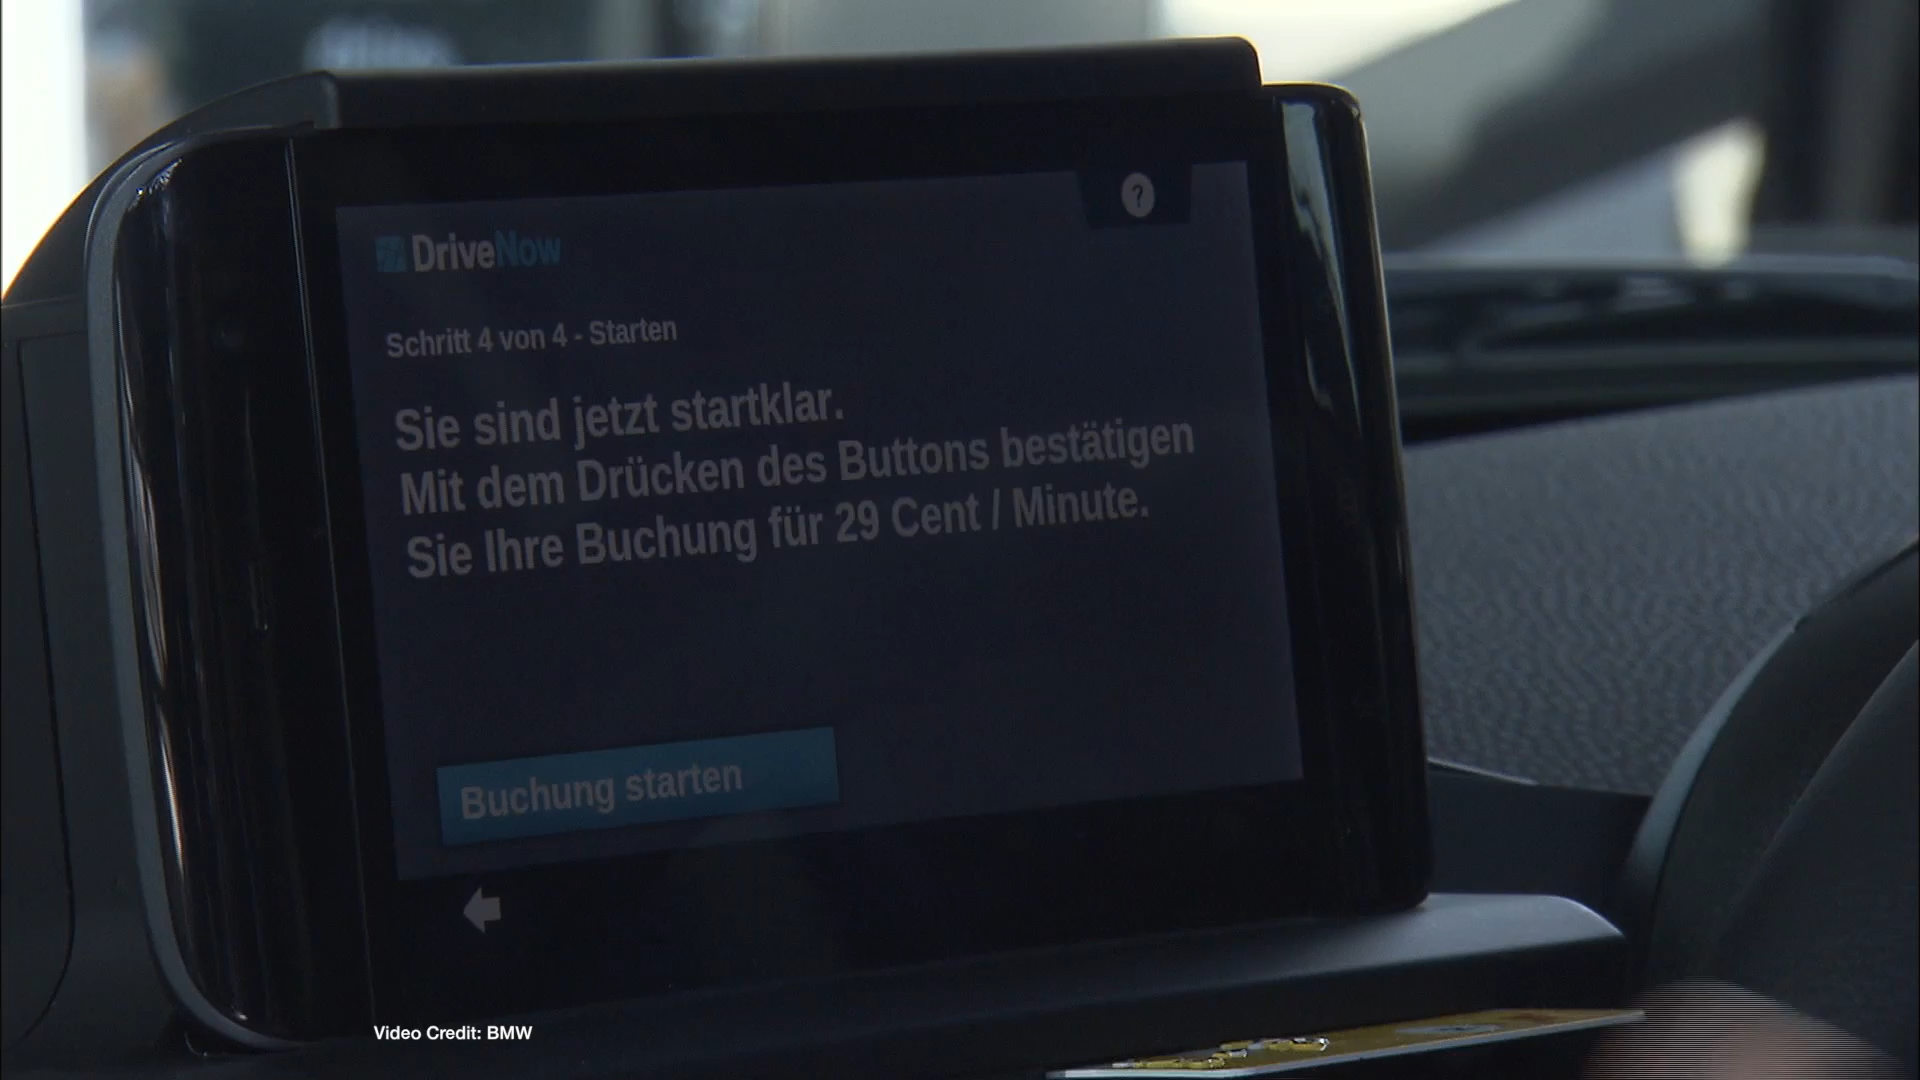 ?
DriveNow
Schritt 4 von 4 - Starten
Sie sind jetzt startklar.
Mit dem Drücken des Buttons bestätigen
Sie Ihre Buchung für 29 Cent / Minute.
Buchung starten
Video Credit: BMW